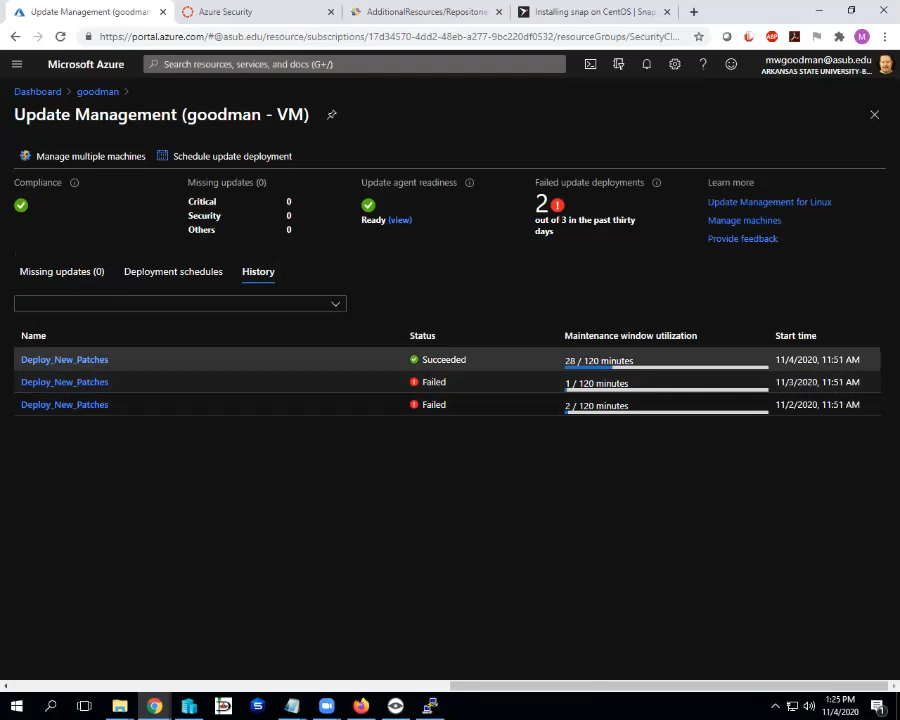 Update Management (goodman
Azure Security
AdditionalResources/Repositorie
Installing snap on CentOS | Snap
https://portal.azure.com/#@asub.edu/resource/subscriptions/17d34570-4dd2-48eb-a277-9bc220df0532/resourceGroups/SecurityCl...
ABP
M
Microsoft Azure
Search resources, services, and docs (G+/)
mwgoodman@asub.edu
ARKANSAS STATE UNIVERSITY-B...
Dashboard > goodman >
Update Management (goodman - VM)
Manage multiple machines
Schedule update deployment
Compliance
Missing updates (0)
Update agent readiness
Failed update deployments
Learn more
Critical 0
Security 0
Others 0
Ready (view)
2
out of 3 in the past thirty
days
Update Management for Linux
Manage machines
Provide feedback
Missing updates (0)
Deployment schedules
History
Name Status Maintenance window utilization Start time
Deploy_New_Patches Succeeded 28 / 120 minutes 11/4/2020, 11:51 AM
Deploy_New_Patches Failed 1 / 120 minutes 11/3/2020, 11:51 AM
Deploy_New_Patches Failed 2 / 120 minutes 11/2/2020, 11:51 AM
1:25 PM
11/4/2020
1